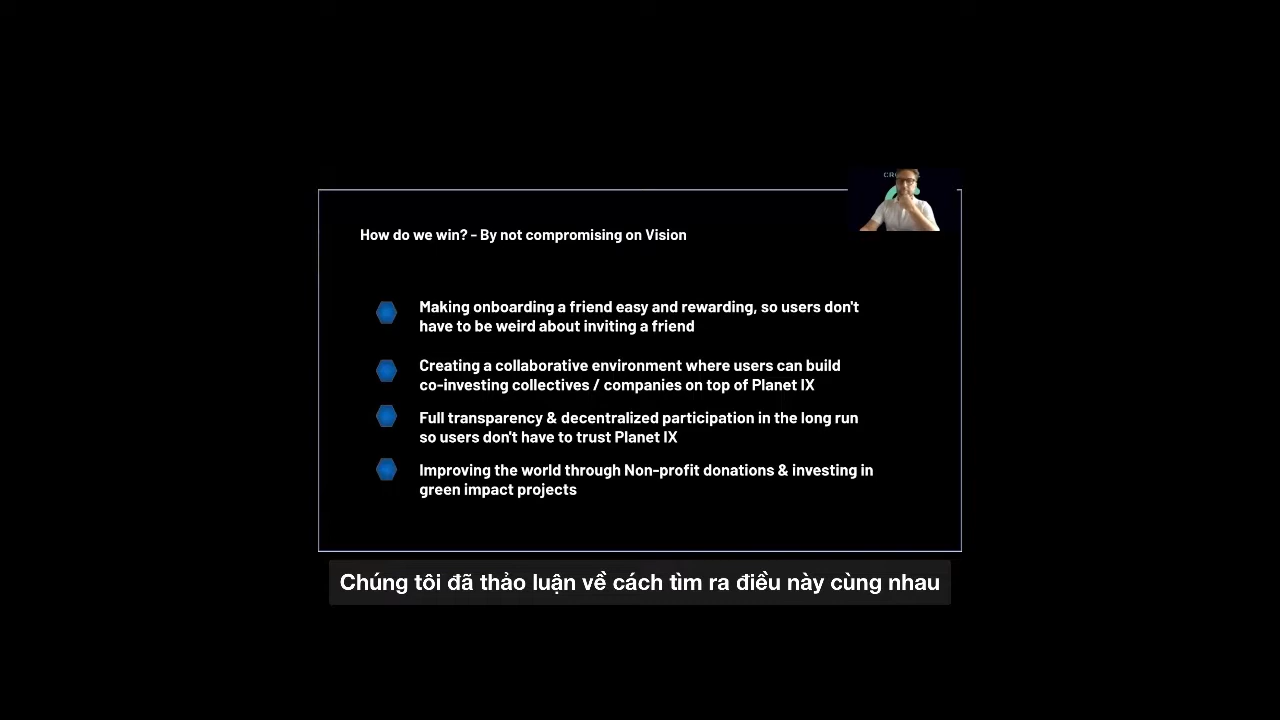 How do we win? - By not compromising on Vision
Making onboarding a friend easy and rewarding, so users don't
have to be weird about inviting a friend
Creating a collaborative environment where users can build
co-investing collectives / companies on top of Planet IX
Full transparency & decentralized participation in the long run
so users don't have to trust Planet IX
Improving the world through Non-profit donations & investing in
green impact projects
Chúng tôi đã thảo luận về cách tìm ra điều này cùng nhau